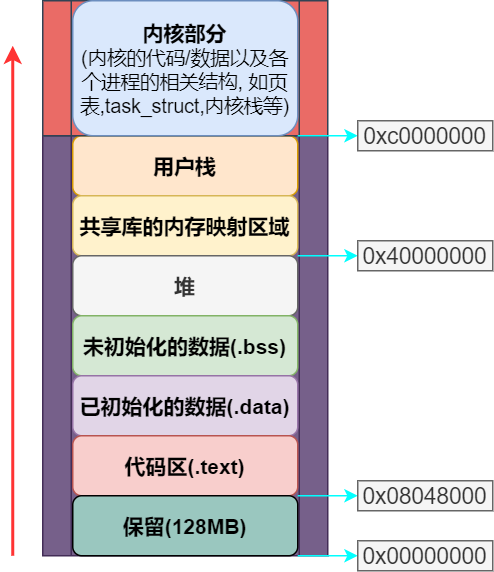 内核部分
(内核的代码/数据以及各
个进程的相关结构, 如页
表,task_struct,内核栈等)
0xc0000000
用户栈
共享库的内存映射区域
0x40000000
堆
未初始化的数据(.bss)
已初始化的数据(.data)
代码区(.text)
0x08048000
保留(128MB)
0x00000000